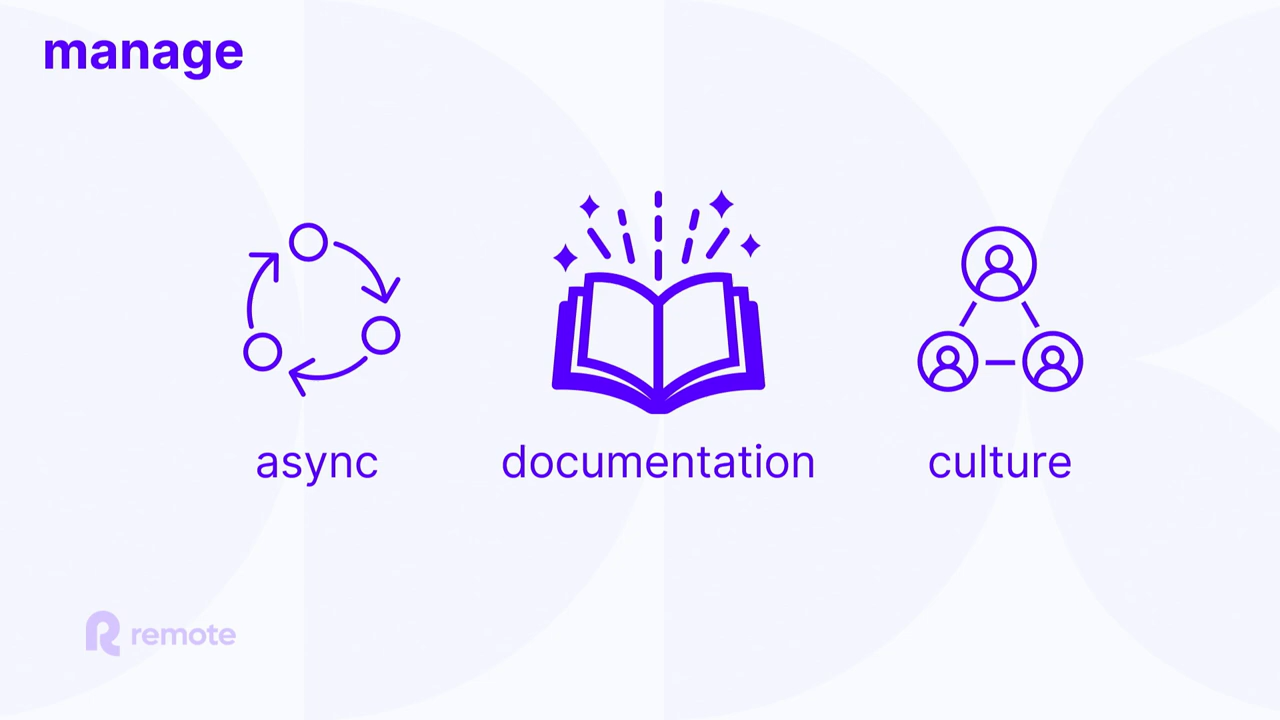 manage
async
documentation
culture
remote